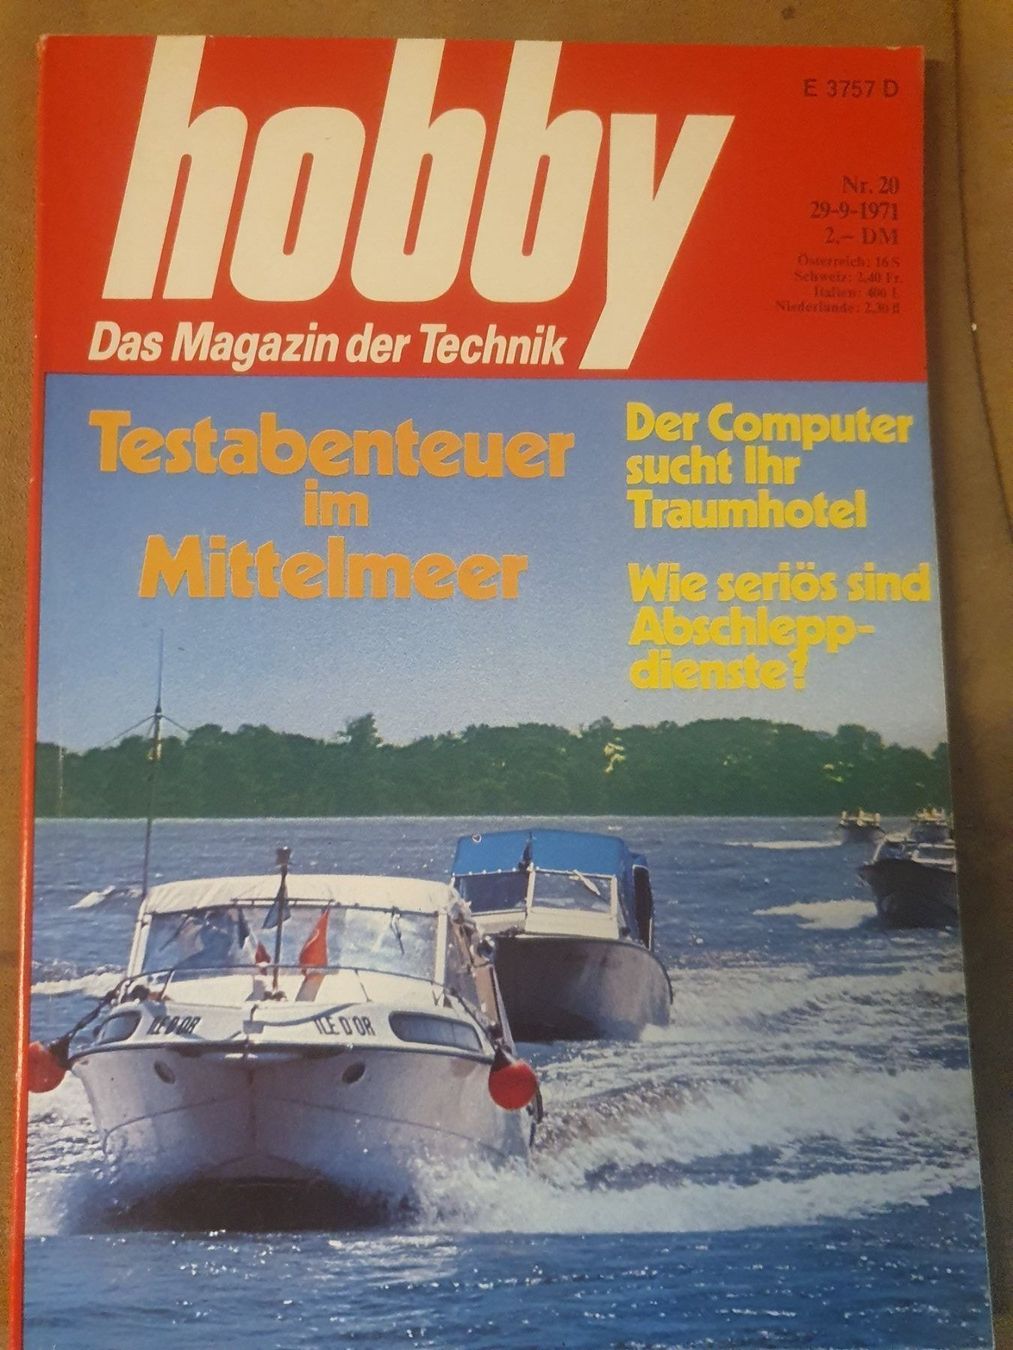 hobby
Das Magazin der Technik
E 3757 D
Nr. 20
29-9-1971
2,– DM
Österreich: 16 S
Schweiz: 2,40 Fr.
Italien: 400 L
Niederlande: 2,30 fl
Testabenteuer
im
Mittelmeer
Der Computer
sucht Ihr
Traumhotel
Wie seriös sind
Abschlepp-
dienste?
ILE D'OR
ILE D'OR